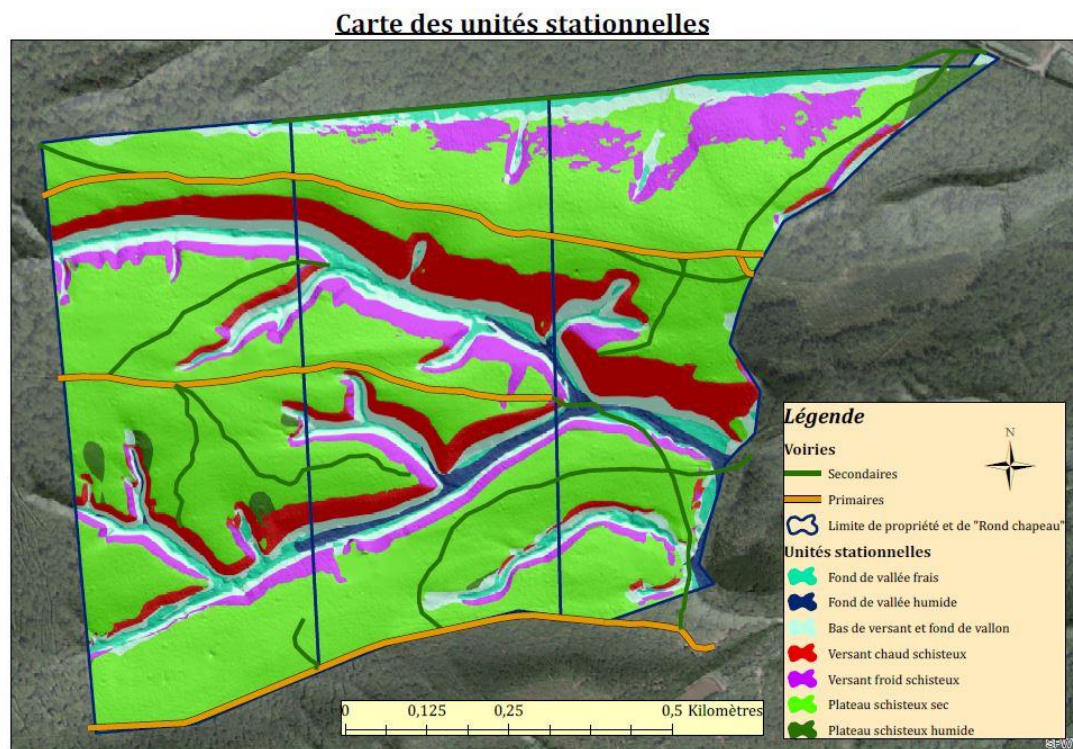 Carte des unités stationnelles
Légende
N
Voiries
Secondaires
Primaires
Limite de propriété et de "Rond chapeau"
Unités stationnelles
Fond de vallée frais
Fond de vallée humide
Bas de versant et fond de vallon
Versant chaud schisteux
Versant froid schisteux
Plateau schisteux sec
Plateau schisteux humide
0 0,125 0,25 0,5 Kilomètres
SPW